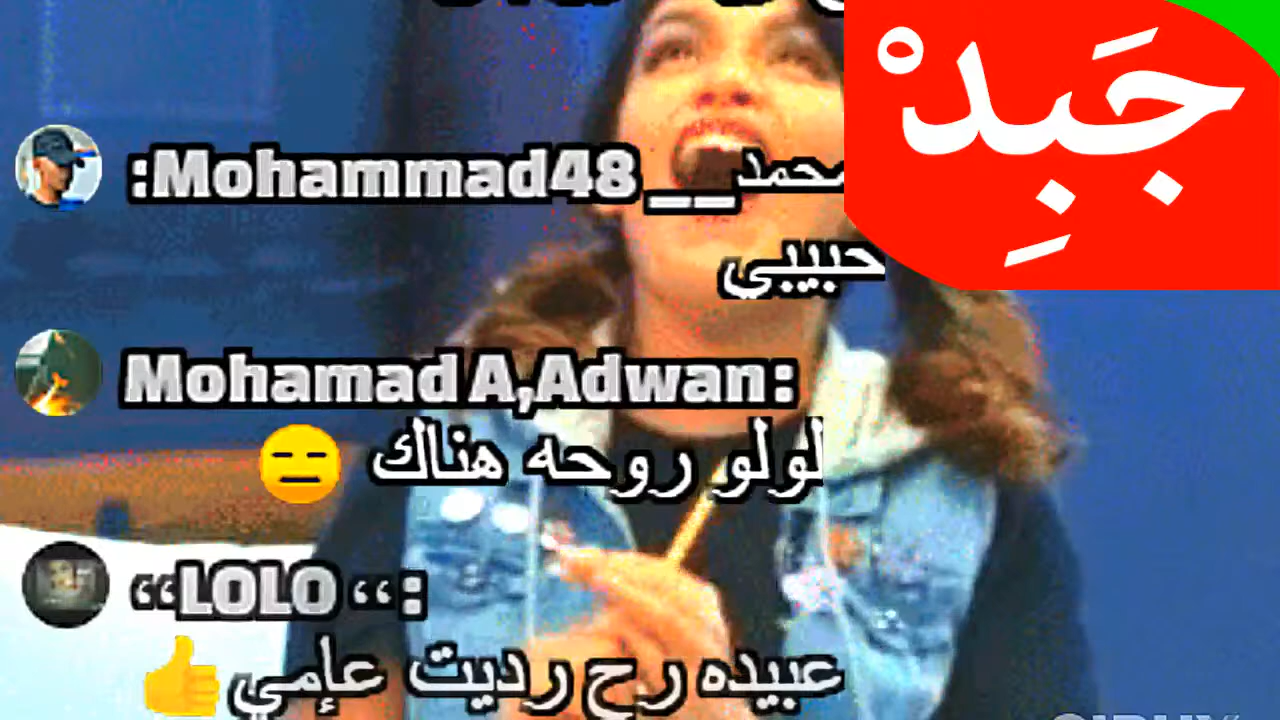 جَبِدْ
محمد__Mohammad48:
حبيبي
Mohamad A,Adwan:
لولو روحه هناك 😑
“LOLO “:
عبيده رح رديت عإمي👍